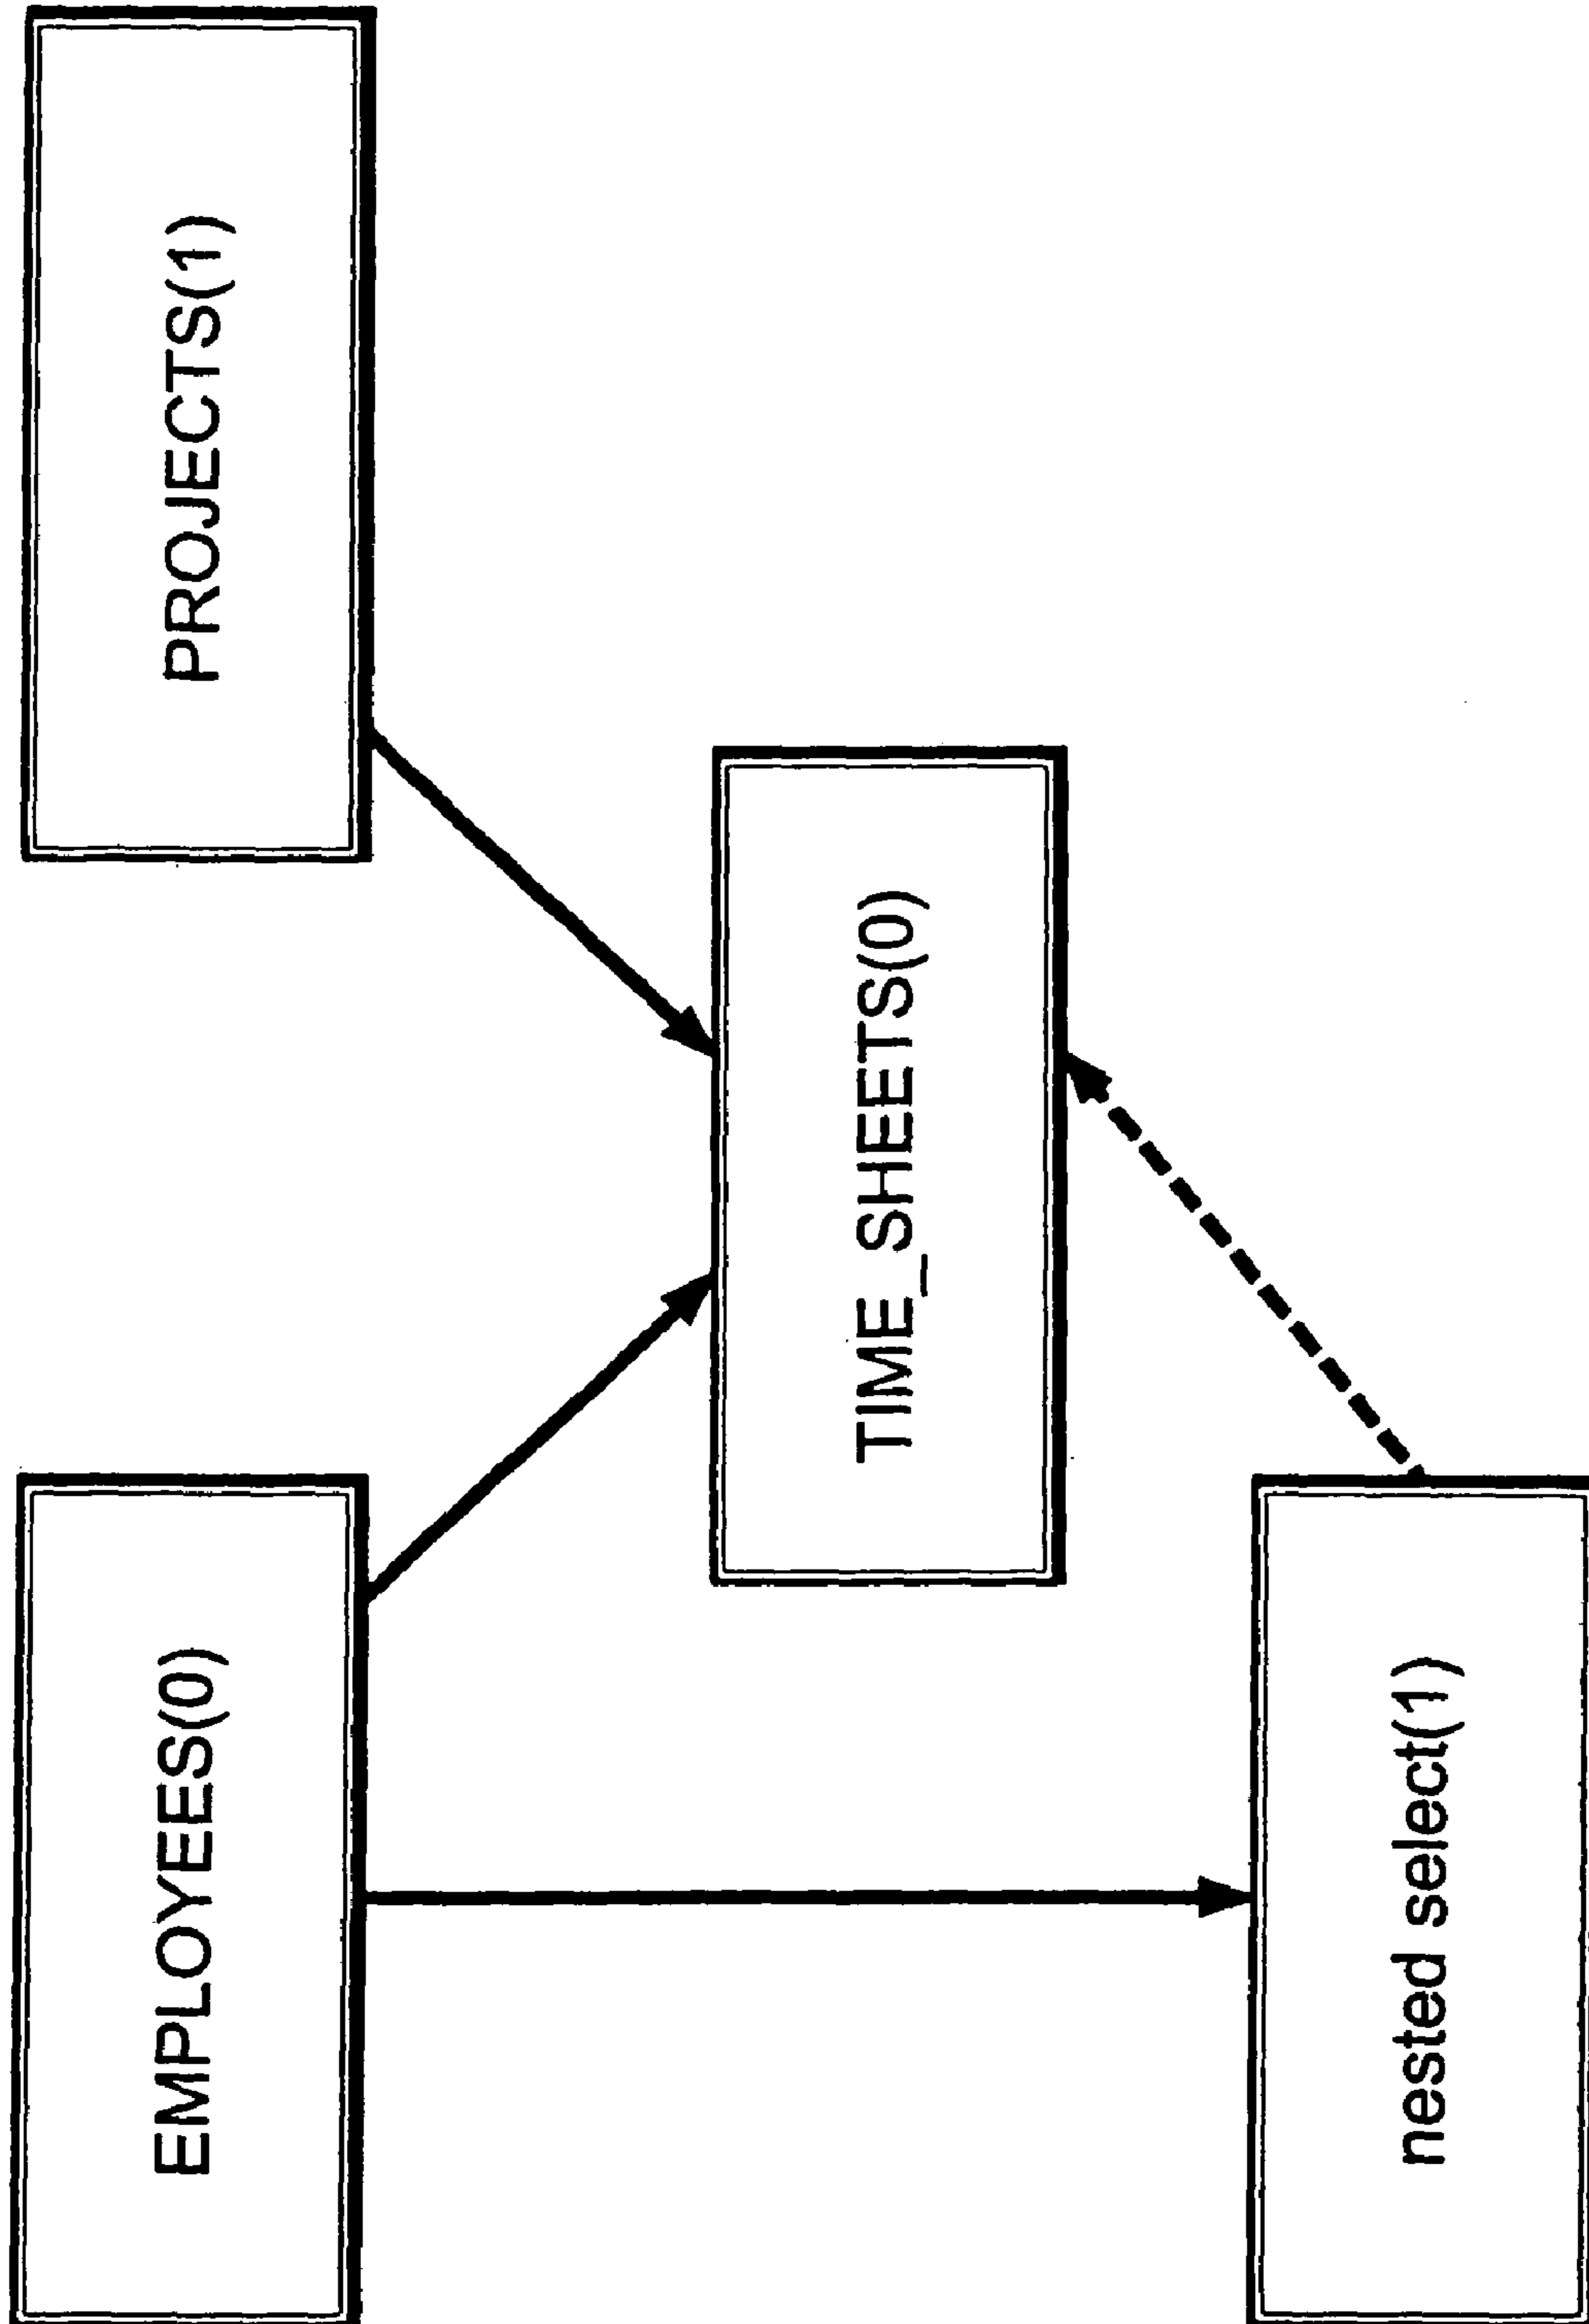 EMPLOYEES(0)
PROJECTS(1)
TIME_SHEETS(0)
nested select(1)